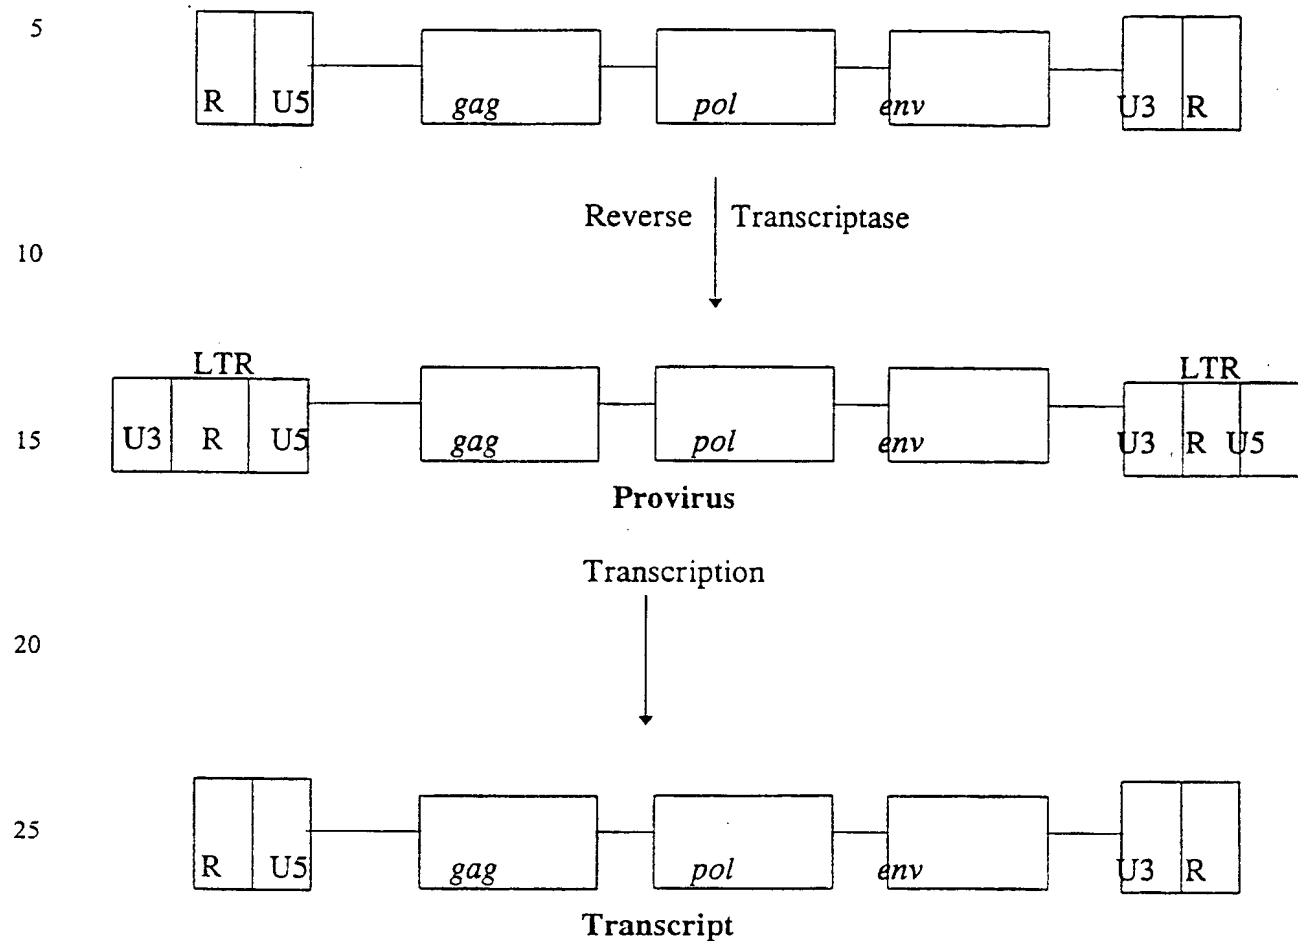 5
R U5 gag pol env U3 R
Reverse Transcriptase
10
LTR LTR
15 U3 R U5 gag pol env U3 R U5
Provirus
Transcription
20
25
R U5 gag pol env U3 R
Transcript